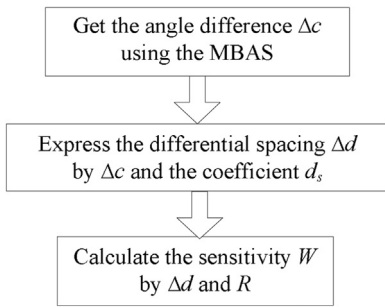 Get the angle difference Δc
using the MBAS
Express the differential spacing Δd
by Δc and the coefficient dₛ
Calculate the sensitivity W
by Δd and R